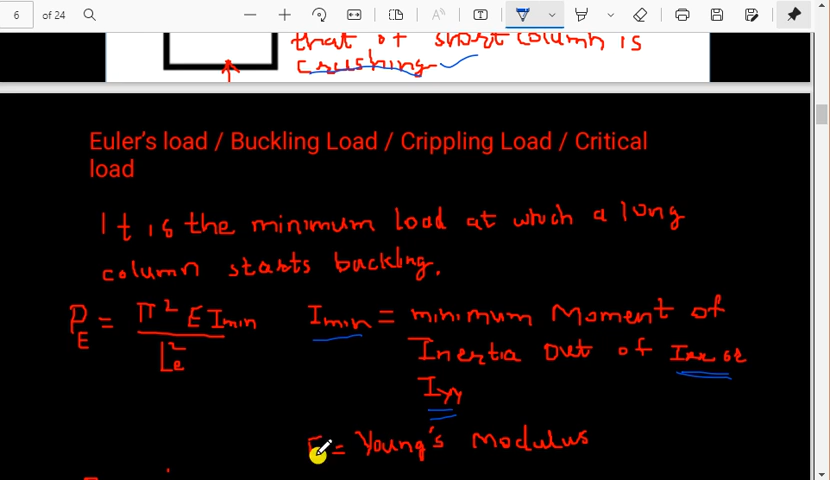 6 of 24
that of short column is
crushing
Euler's load / Buckling Load / Crippling Load / Critical
load
It is the minimum load at which a long
column starts buckling.
P_E = π² E Imin / Le²
Imin = minimum Moment of
Inertia out of Ixx or
Iyy
E = Young's Modulus